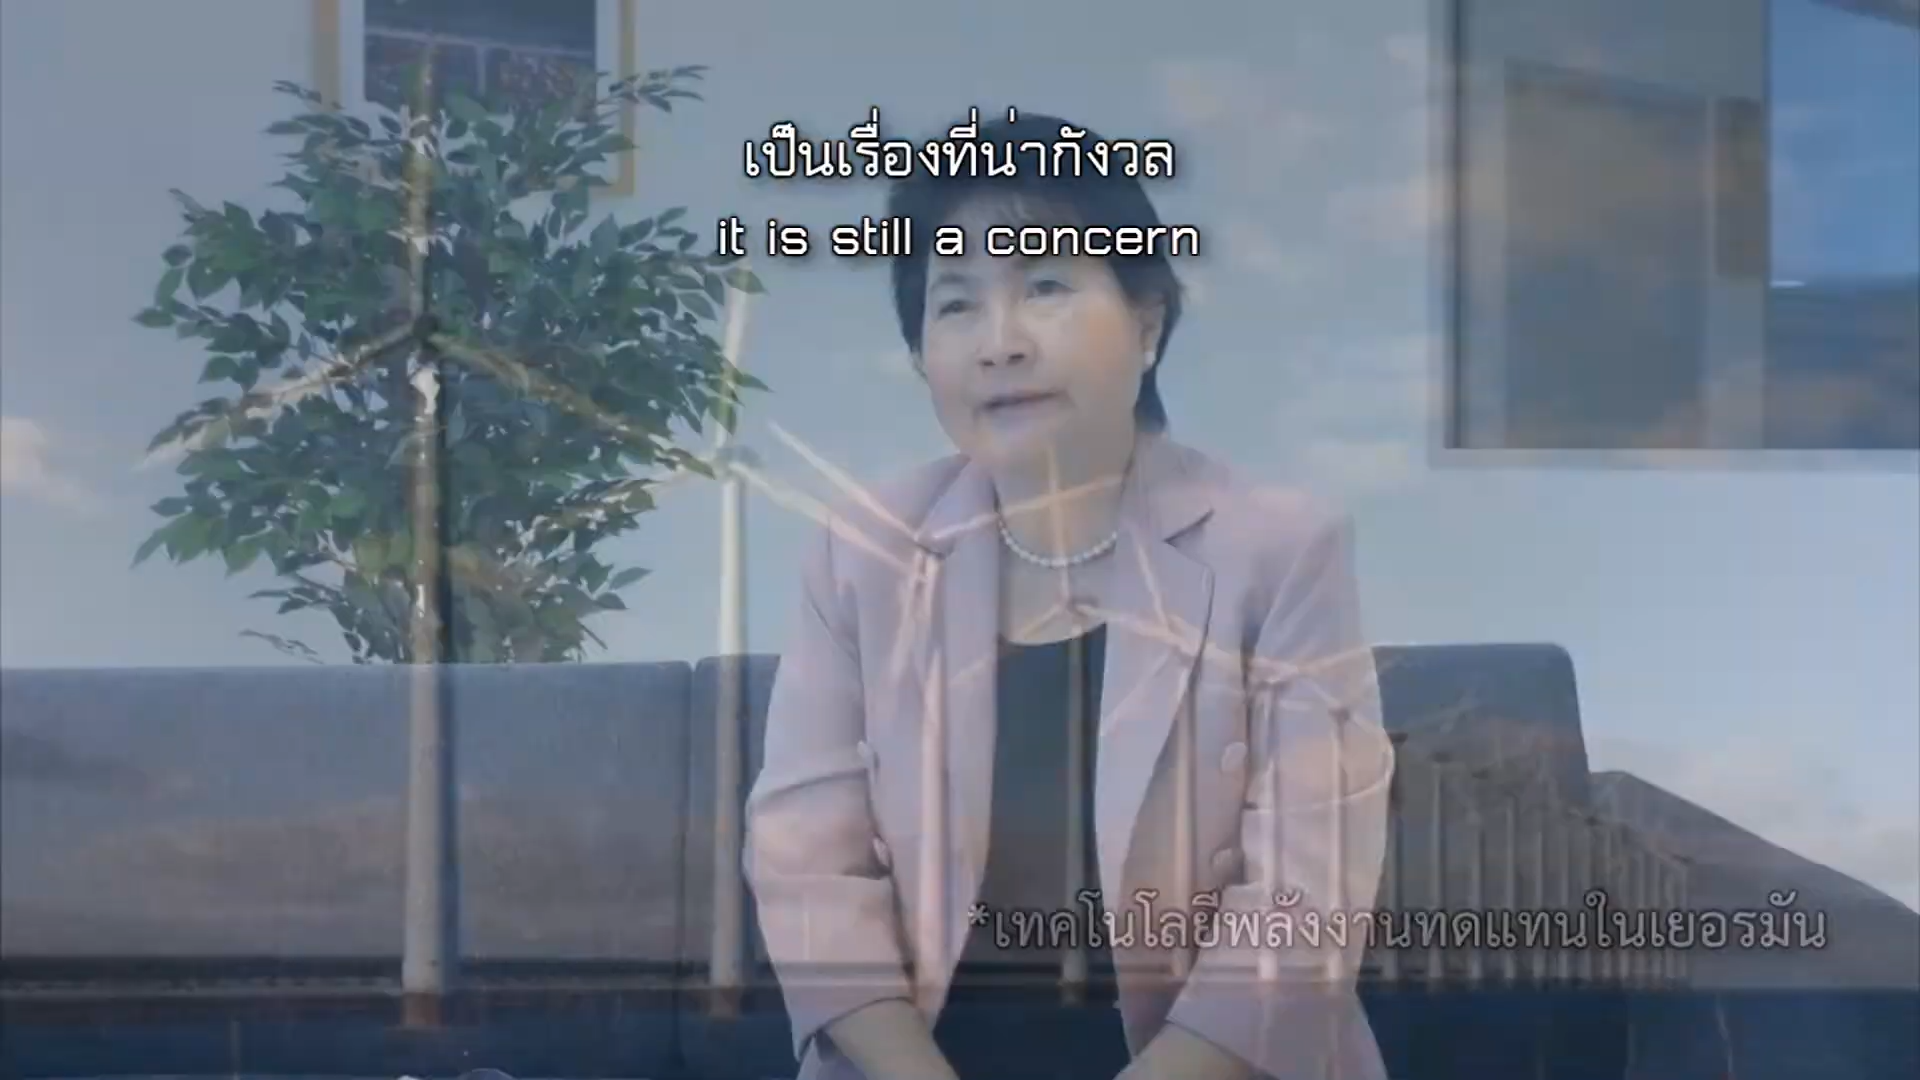 เป็นเรื่องที่น่ากังวล
it is still a concern
*เทคโนโลยีพลังงานทดแทนในเยอรมัน